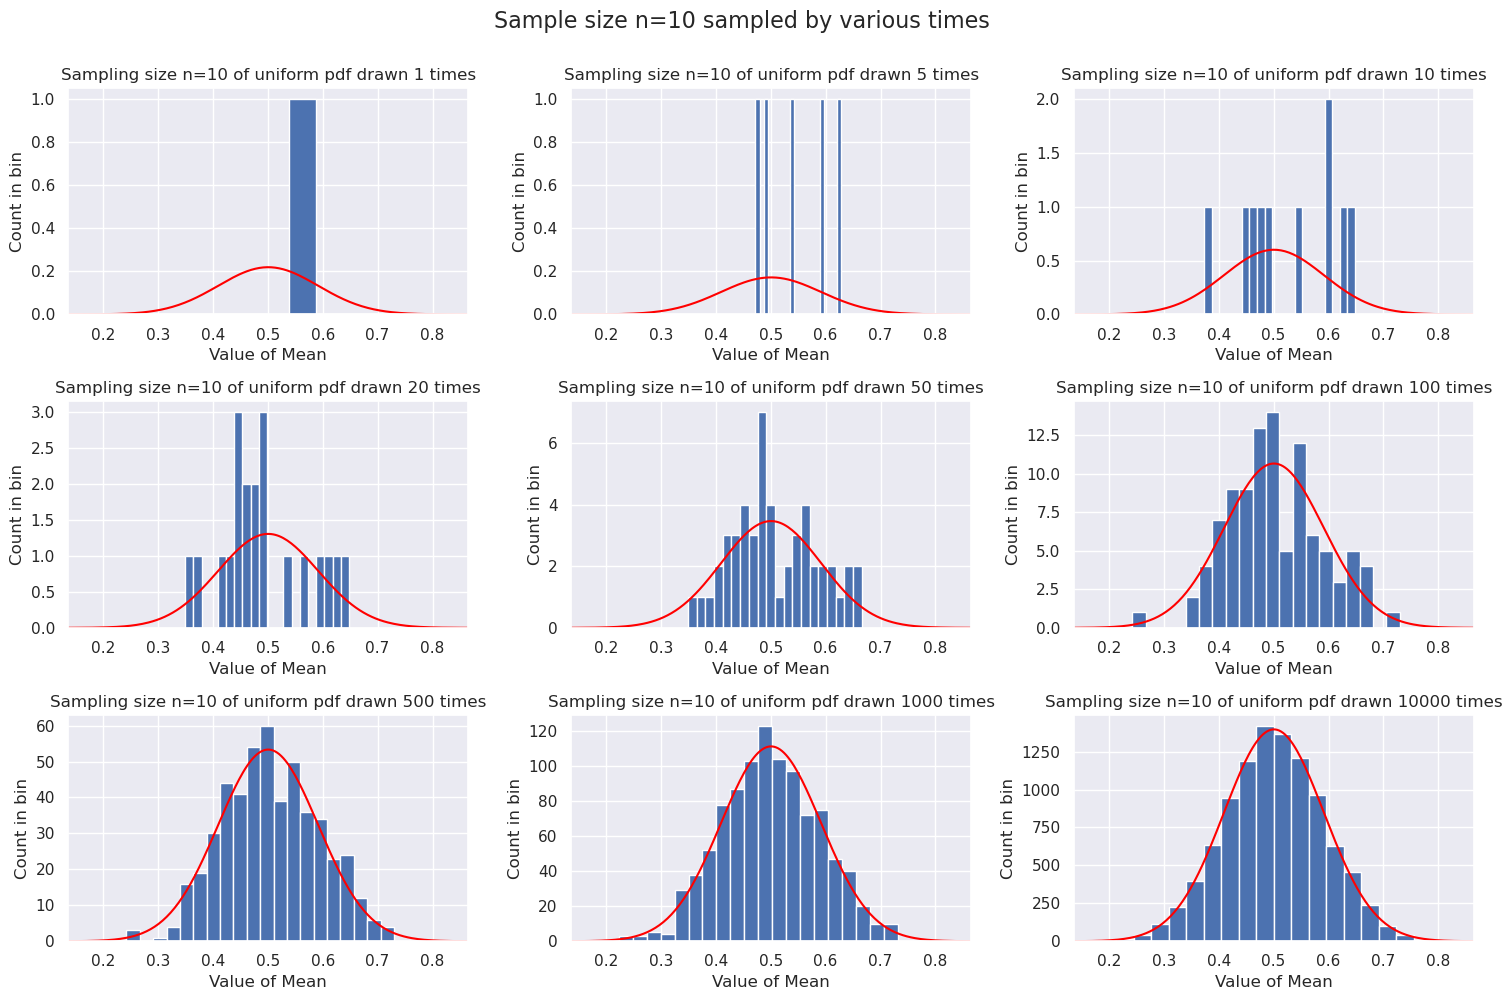 Sample size n=10 sampled by various times
Sampling size n=10 of uniform pdf drawn 1 times
1.0
0.8
0.6
0.4
0.2
0.0
Count in bin
0.2 0.3 0.4 0.5 0.6 0.7 0.8
Value of Mean
Sampling size n=10 of uniform pdf drawn 5 times
1.0
0.8
0.6
0.4
0.2
0.0
Count in bin
0.2 0.3 0.4 0.5 0.6 0.7 0.8
Value of Mean
Sampling size n=10 of uniform pdf drawn 10 times
2.0
1.5
1.0
0.5
0.0
Count in bin
0.2 0.3 0.4 0.5 0.6 0.7 0.8
Value of Mean
Sampling size n=10 of uniform pdf drawn 20 times
3.0
2.5
2.0
1.5
1.0
0.5
0.0
Count in bin
0.2 0.3 0.4 0.5 0.6 0.7 0.8
Value of Mean
Sampling size n=10 of uniform pdf drawn 50 times
6
4
2
0
Count in bin
0.2 0.3 0.4 0.5 0.6 0.7 0.8
Value of Mean
Sampling size n=10 of uniform pdf drawn 100 times
12.5
10.0
7.5
5.0
2.5
0.0
Count in bin
0.2 0.3 0.4 0.5 0.6 0.7 0.8
Value of Mean
Sampling size n=10 of uniform pdf drawn 500 times
60
50
40
30
20
10
0
Count in bin
0.2 0.3 0.4 0.5 0.6 0.7 0.8
Value of Mean
Sampling size n=10 of uniform pdf drawn 1000 times
120
100
80
60
40
20
0
Count in bin
0.2 0.3 0.4 0.5 0.6 0.7 0.8
Value of Mean
Sampling size n=10 of uniform pdf drawn 10000 times
1250
1000
750
500
250
0
Count in bin
0.2 0.3 0.4 0.5 0.6 0.7 0.8
Value of Mean